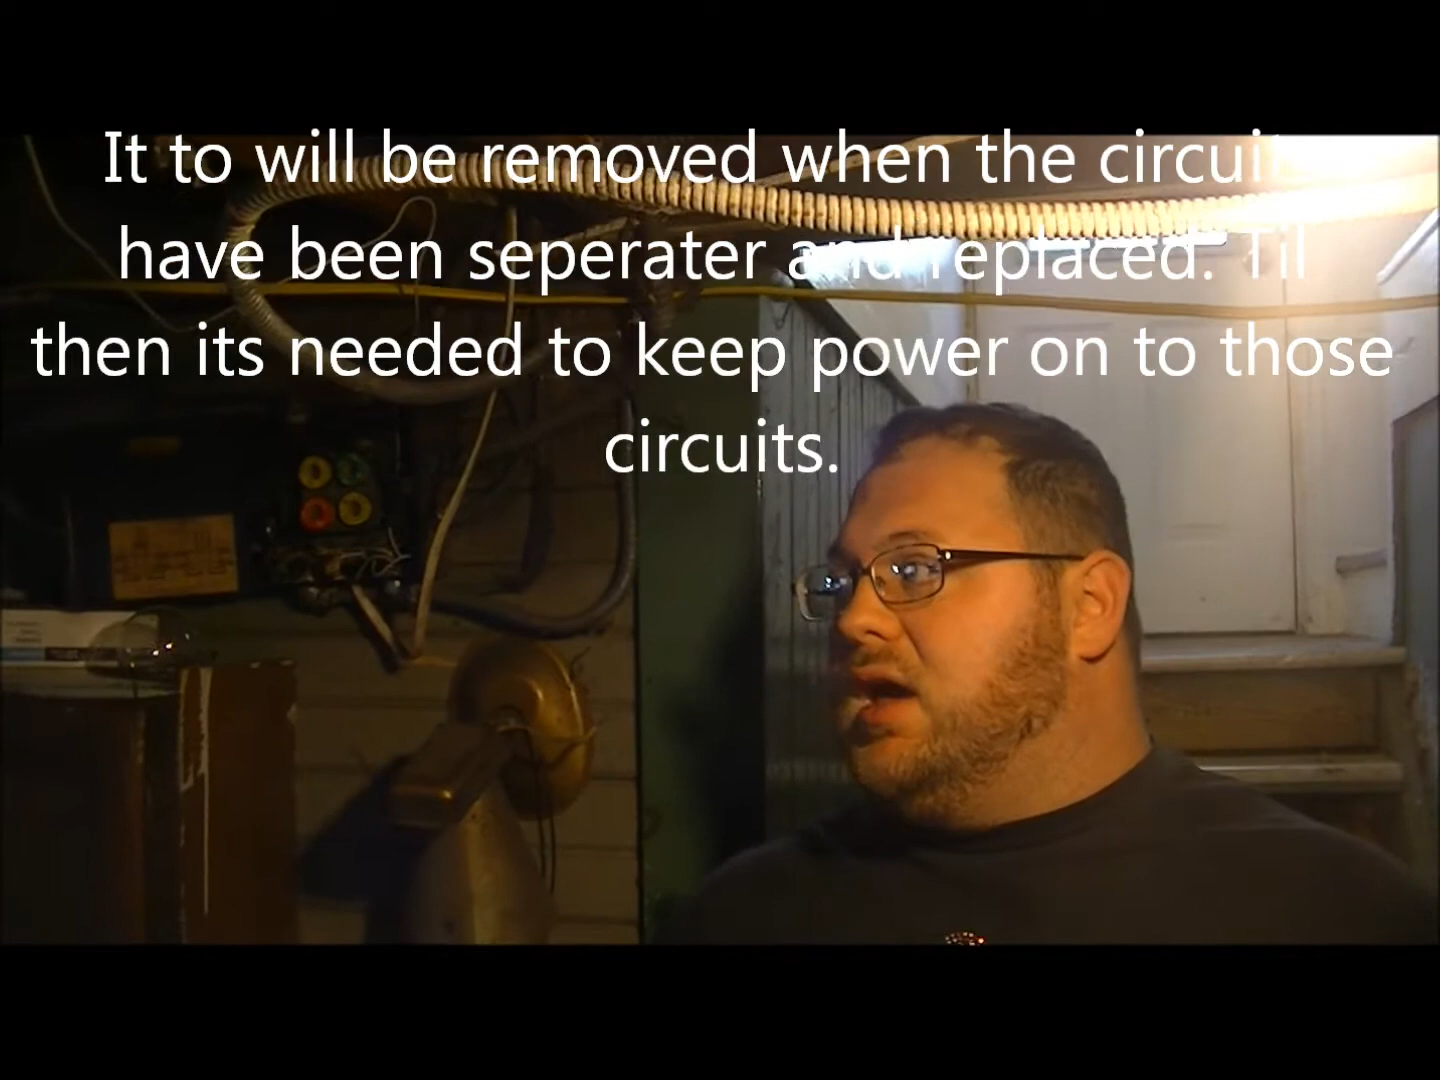 It to will be removed when the circuits
have been seperater and replaced. Til
then its needed to keep power on to those
circuits.